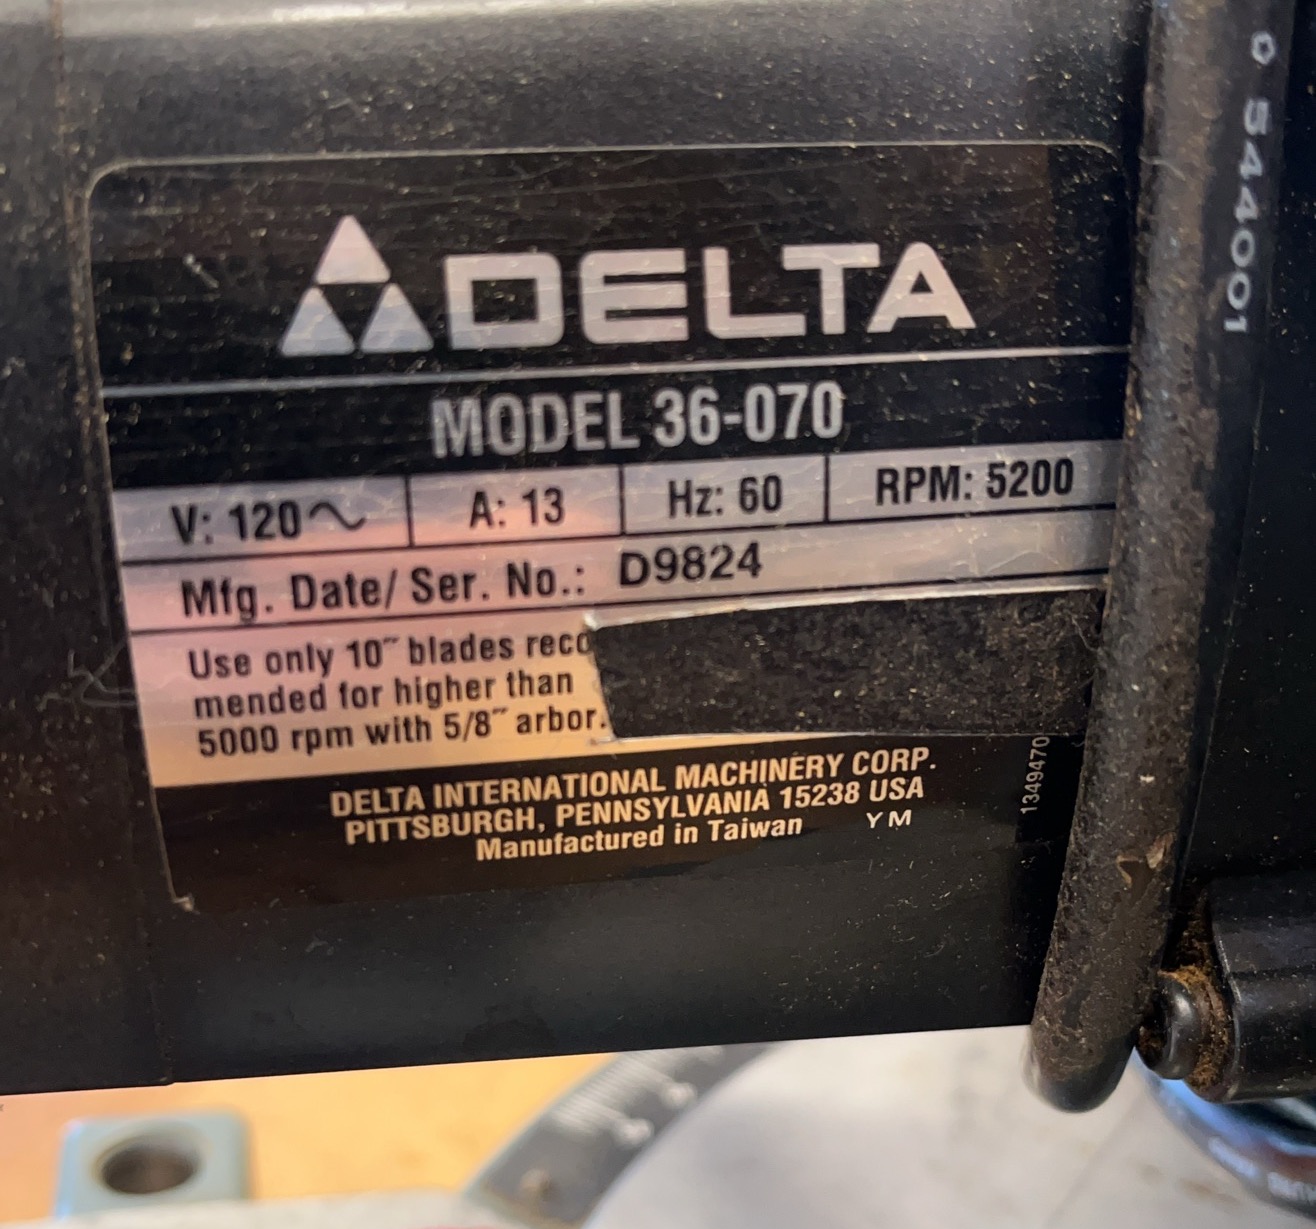 DELTA
MODEL 36-070
V: 120~ A: 13 Hz: 60 RPM: 5200
Mfg. Date/ Ser. No.: D9824
Use only 10″ blades reco
mended for higher than
5000 rpm with 5/8″ arbor.
DELTA INTERNATIONAL MACHINERY CORP.
PITTSBURGH, PENNSYLVANIA 15238 USA
Manufactured in Taiwan YM
1349470
544001